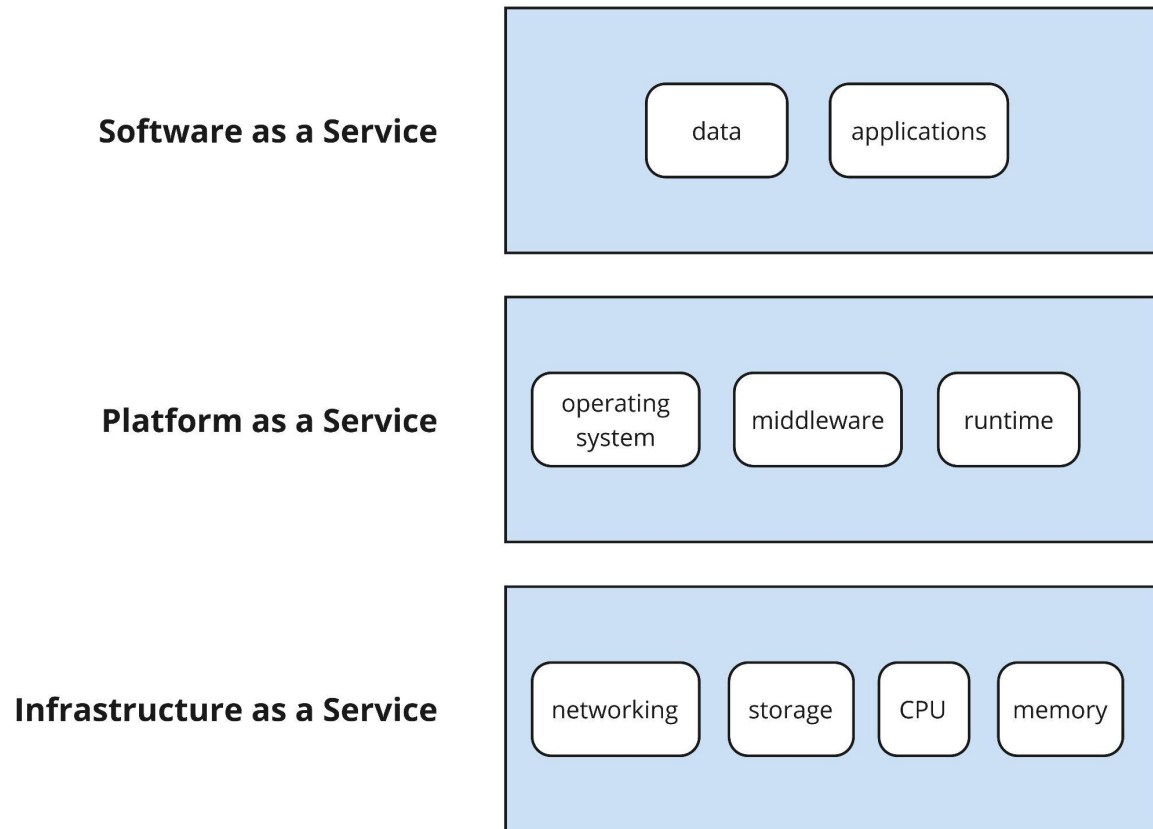 Software as a Service
data
applications
Platform as a Service
operating
system
middleware
runtime
Infrastructure as a Service
networking
storage
CPU
memory